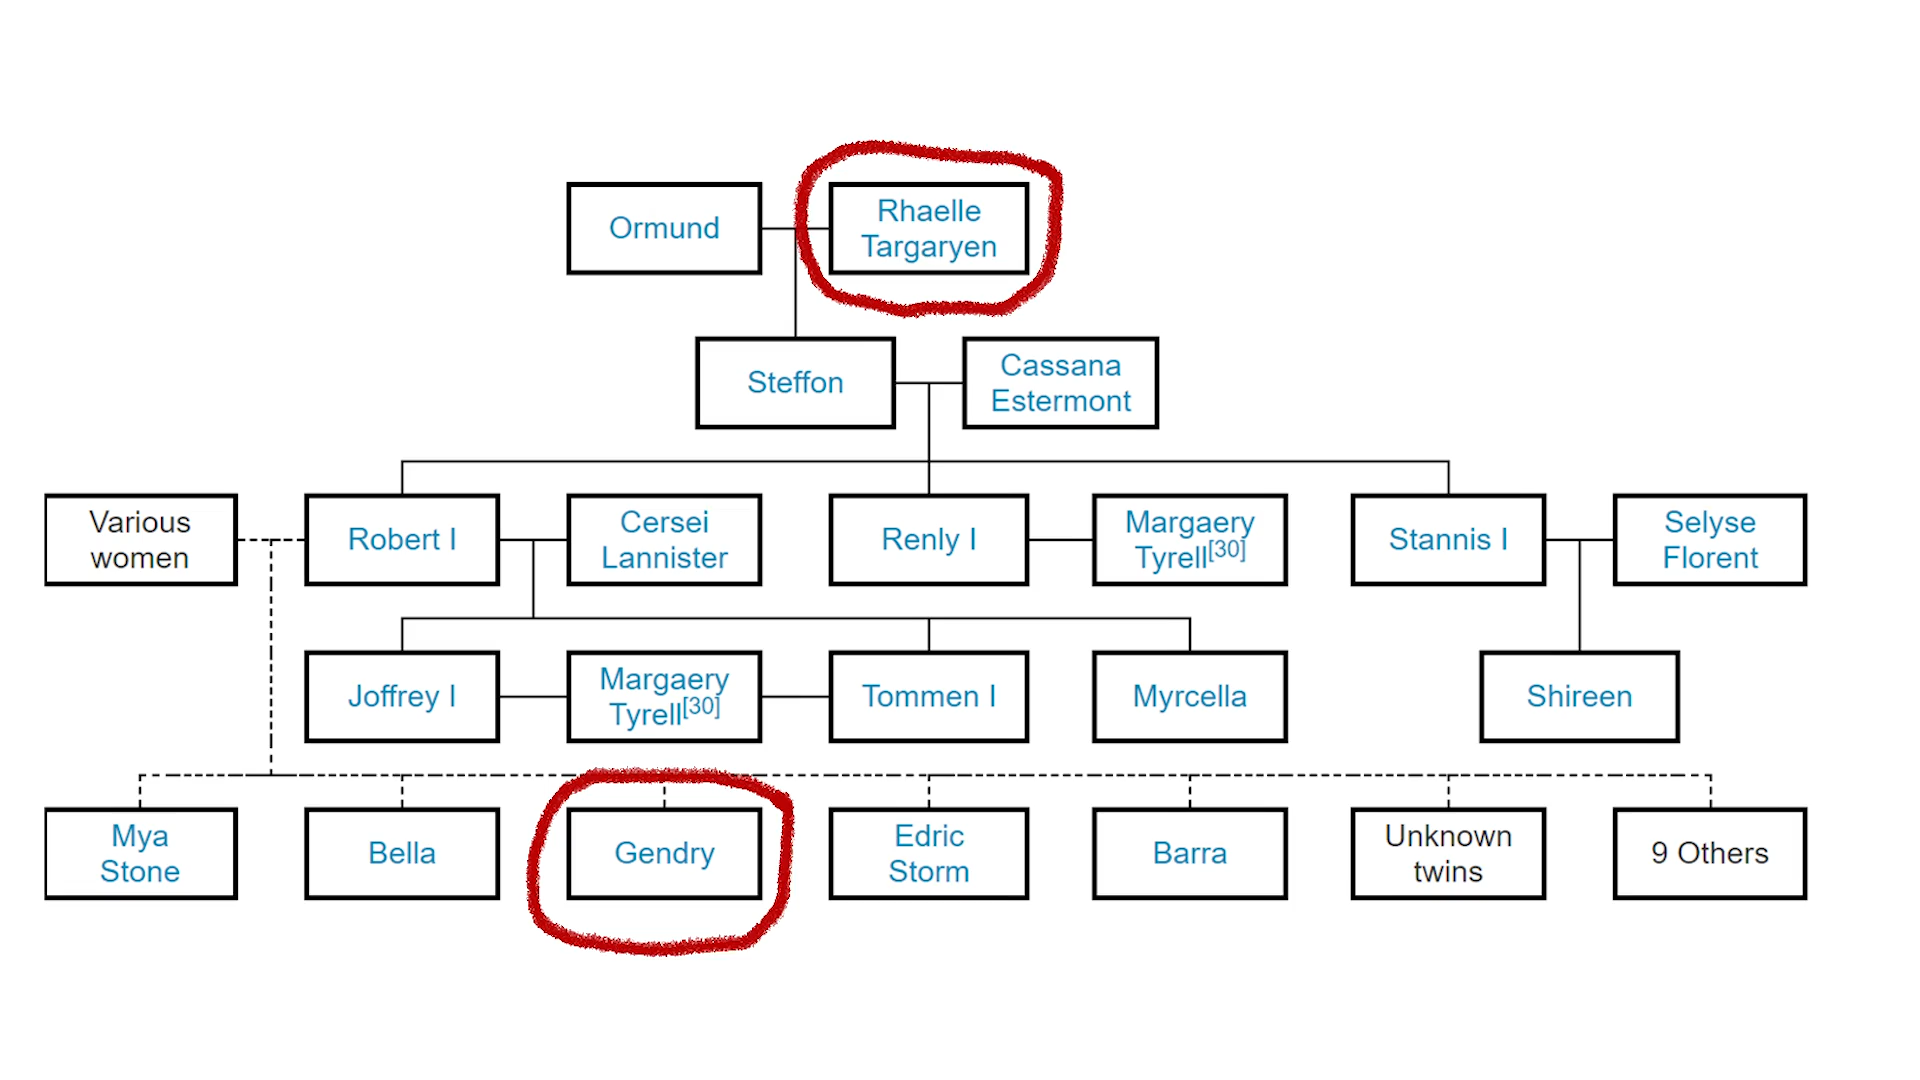 Ormund
Rhaelle
Targaryen
Steffon
Cassana
Estermont
Various
women
Robert I
Cersei
Lannister
Renly I
Margaery
Tyrell[30]
Stannis I
Selyse
Florent
Joffrey I
Margaery
Tyrell[30]
Tommen I
Myrcella
Shireen
Mya
Stone
Bella
Gendry
Edric
Storm
Barra
Unknown
twins
9 Others